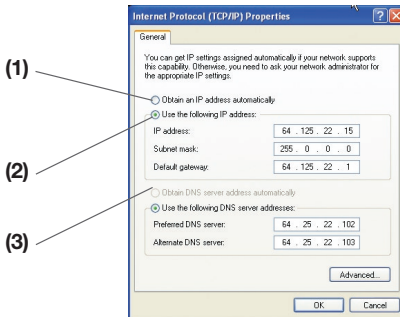 Internet Protocol (TCP/IP) Properties
General
You can get IP settings assigned automatically if your network supports
this capability. Otherwise, you need to ask your network administrator for
the appropriate IP settings.
(1)
Obtain an IP address automatically
Use the following IP address:
(2)
IP address: 64 . 125 . 22 . 15
Subnet mask: 255 . 0 . 0 . 0
Default gateway: 64 . 125 . 22 . 1
Obtain DNS server address automatically
(3)
Use the following DNS server addresses:
Preferred DNS server: 64 . 25 . 22 . 102
Alternate DNS server: 64 . 25 . 22 . 103
Advanced...
OK Cancel